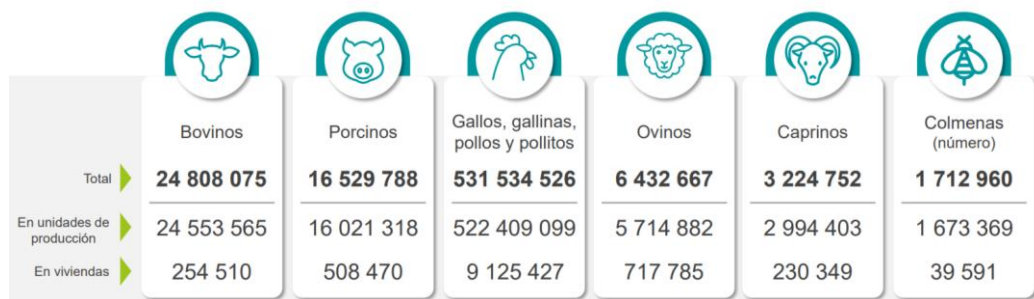 Bovinos
Porcinos
Gallos, gallinas,
pollos y pollitos
Ovinos
Caprinos
Colmenas
(número)
Total 24 808 075 16 529 788 531 534 526 6 432 667 3 224 752 1 712 960
En unidades de
producción
24 553 565 16 021 318 522 409 099 5 714 882 2 994 403 1 673 369
En viviendas 254 510 508 470 9 125 427 717 785 230 349 39 591